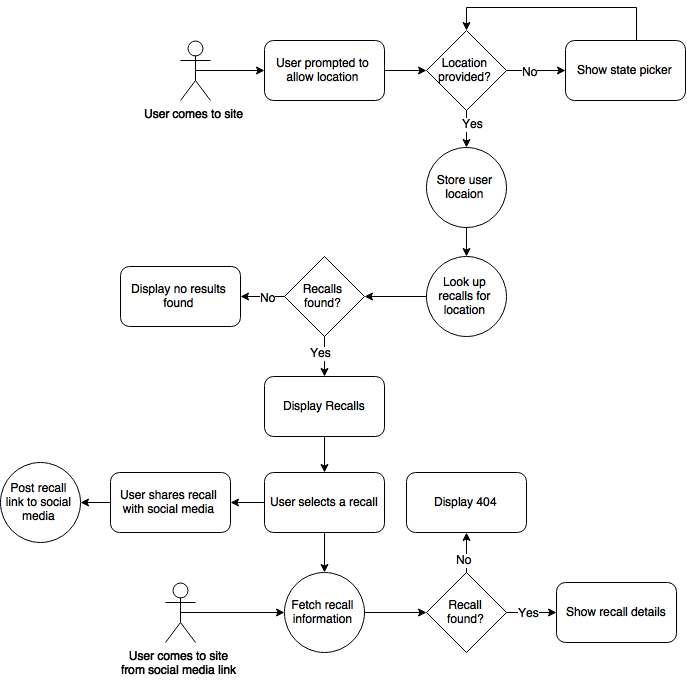 User comes to site
User prompted to
allow location
Location
provided?
No
Show state picker
Yes
Store user
locaion
Look up
recalls for
location
Recalls
found?
No
Display no results
found
Yes
Display Recalls
User selects a recall
User shares recall
with social media
Post recall
link to social
media
Display 404
No
User comes to site
from social media link
Fetch recall
information
Recall
found?
Yes
Show recall details